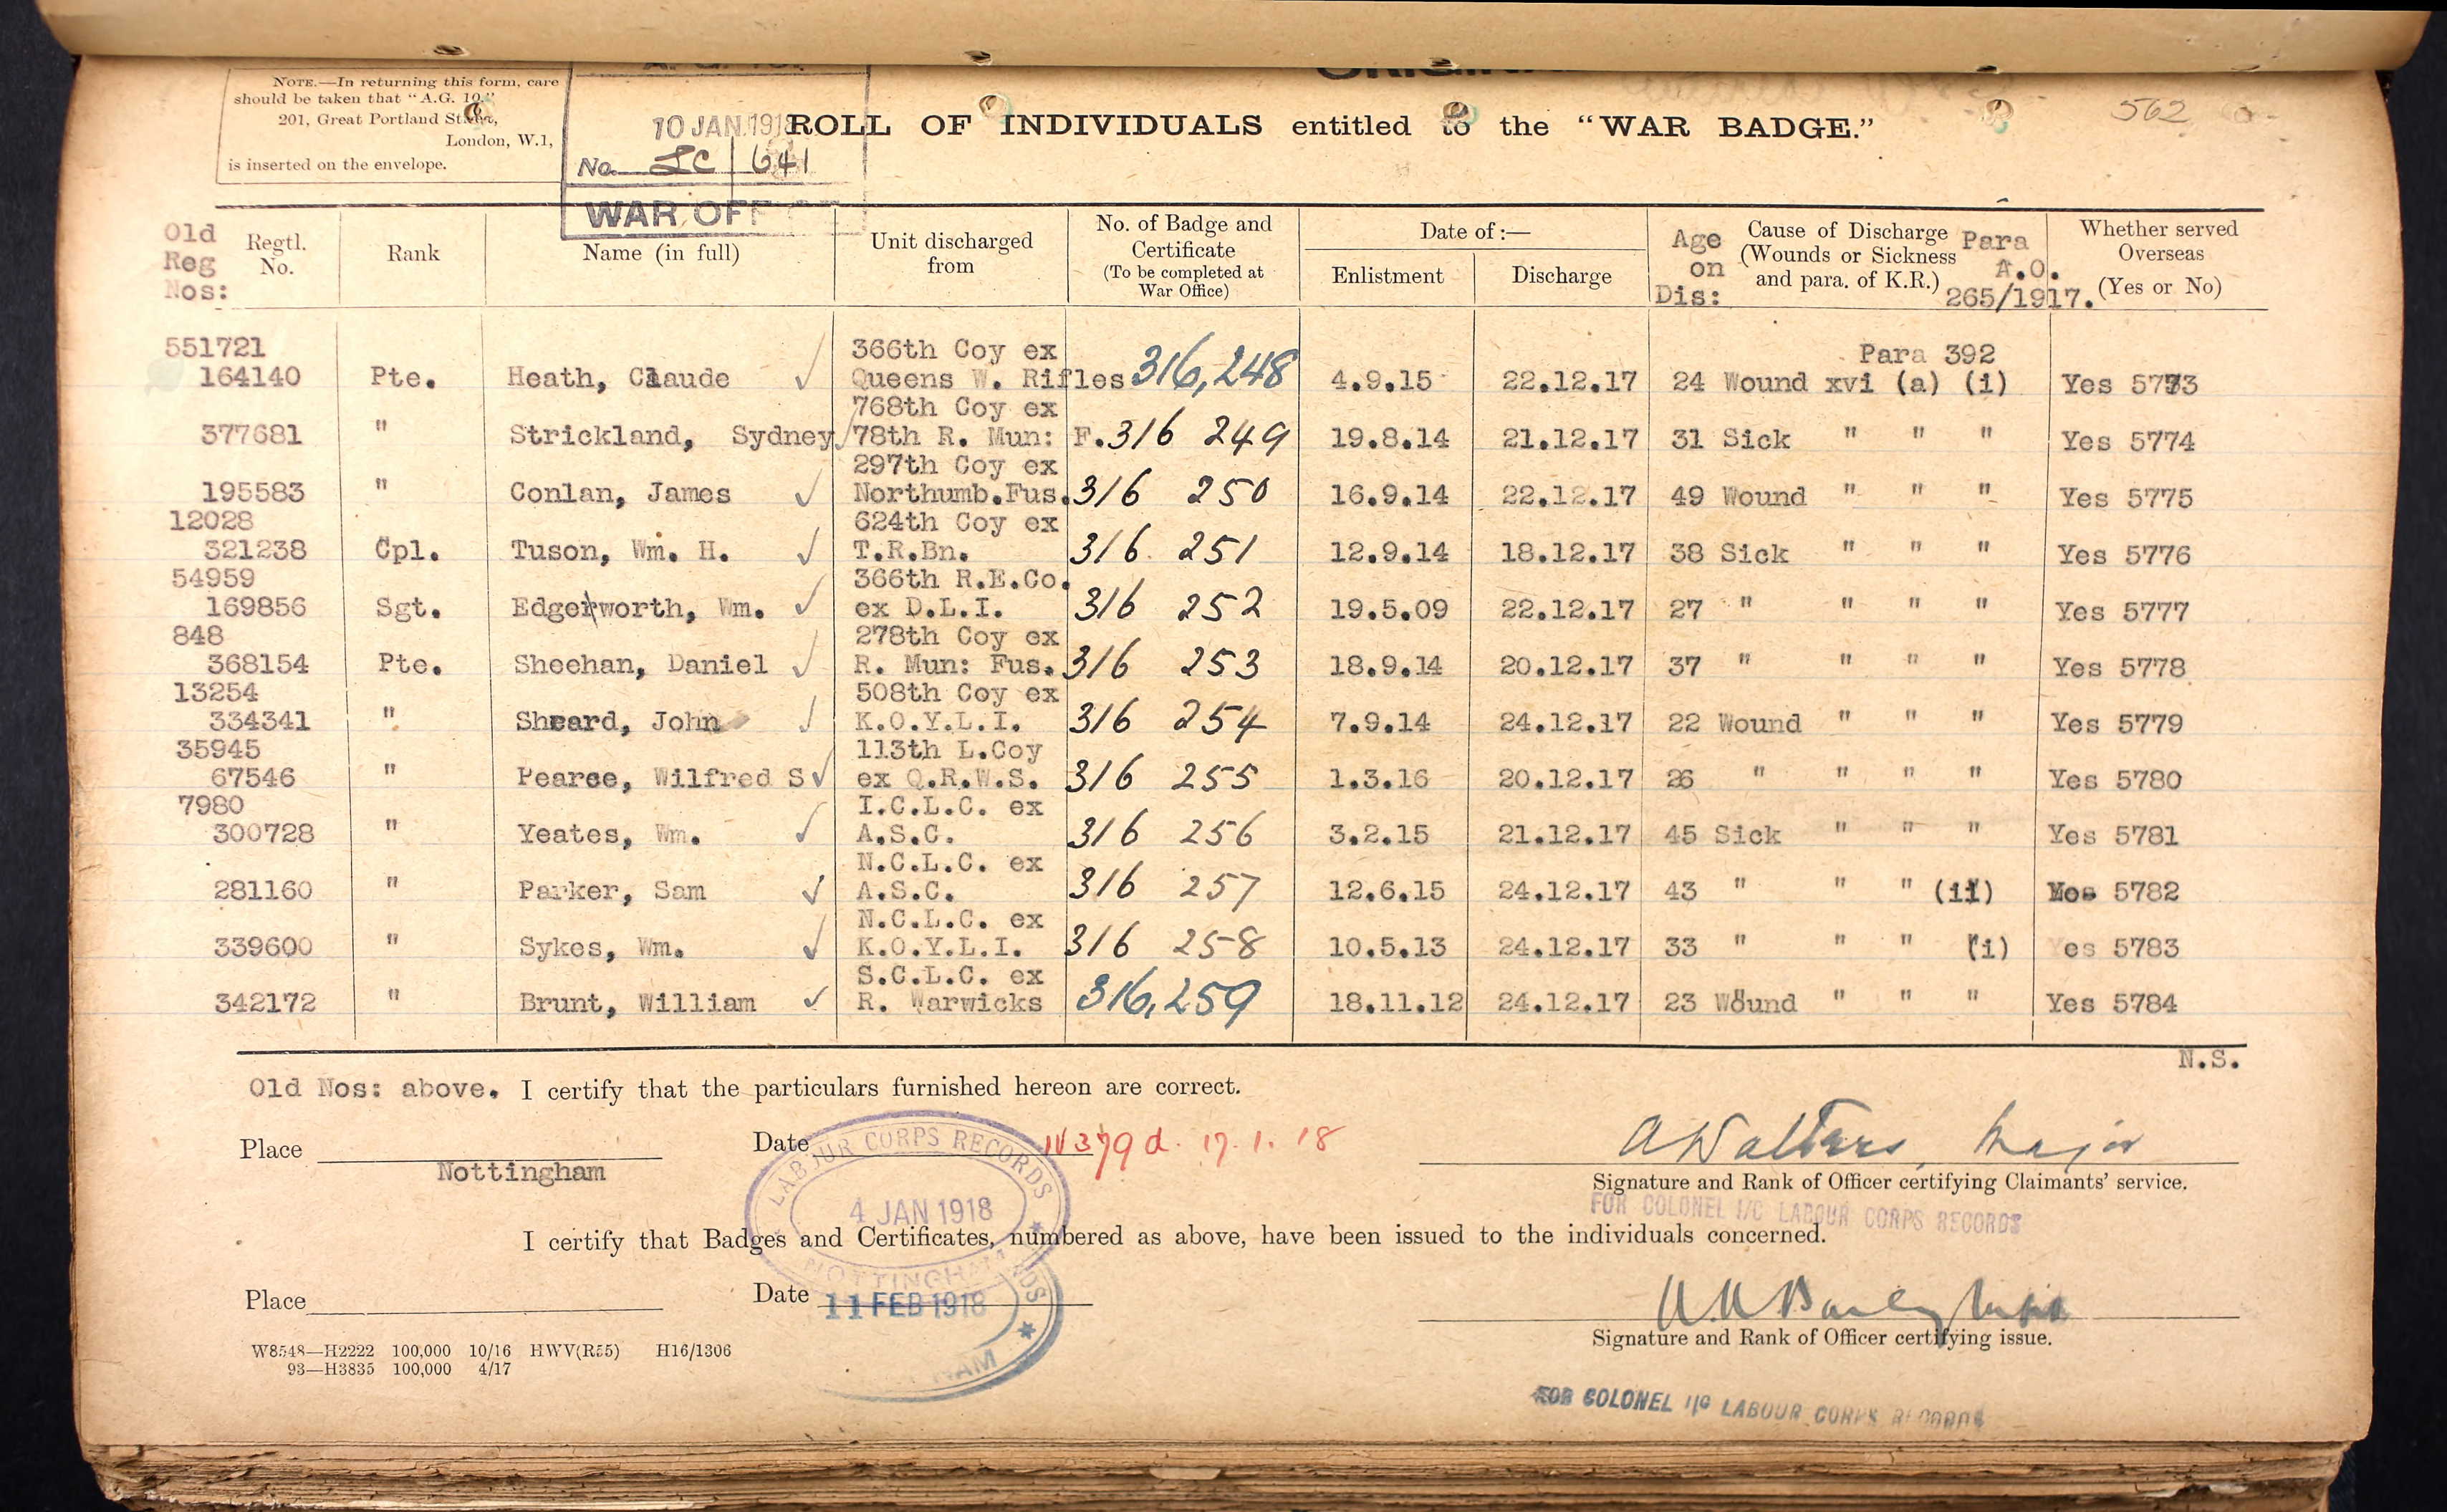 NOTE.—In returning this form, care
should be taken that "A.G. 10,"
201, Great Portland Street,
London, W.1,
is inserted on the envelope.
10 JAN 1918
No. LC 641
WAR OFFICE
562
ROLL OF INDIVIDUALS entitled to the "WAR BADGE."
Old Reg Nos: Regtl. No. Rank Name (in full) Unit discharged from No. of Badge and Certificate (To be completed at War Office) Date of:— Enlistment Discharge Age on Dis: Cause of Discharge (Wounds or Sickness and para. of K.R.) Para A.O. 265/1917. Whether served Overseas (Yes or No)
551721 366th Coy ex Para 392
164140 Pte. Heath, Claude ✓ Queens W. Rifles 316,248 4.9.15 22.12.17 24 Wound xvi (a) (i) Yes 5773
768th Coy ex
377681 " Strickland, Sydney ✓ 78th R. Mun: F. 316 249 19.8.14 21.12.17 31 Sick " " " Yes 5774
297th Coy ex
195583 " Conlan, James ✓ Northumb.Fus. 316 250 16.9.14 22.12.17 49 Wound " " " Yes 5775
12028 624th Coy ex
321238 Cpl. Tuson, Wm. H. ✓ T.R.Bn. 316 251 12.9.14 18.12.17 38 Sick " " " Yes 5776
54959 366th R.E.Co.
169856 Sgt. Edgeworth, Wm. ✓ ex D.L.I. 316 252 19.5.09 22.12.17 27 " " " " Yes 5777
848 278th Coy ex
368154 Pte. Sheehan, Daniel ✓ R. Mun: Fus. 316 253 18.9.14 20.12.17 37 " " " " Yes 5778
13254 508th Coy ex
334341 " Sheard, John ✓ K.O.Y.L.I. 316 254 7.9.14 24.12.17 22 Wound " " " Yes 5779
35945 113th L.Coy
67546 " Pearce, Wilfred S ✓ ex Q.R.W.S. 316 255 1.3.16 20.12.17 26 " " " " Yes 5780
7980 I.C.L.C. ex
300728 " Yeates, Wm. ✓ A.S.C. 316 256 3.2.15 21.12.17 45 Sick " " " Yes 5781
N.C.L.C. ex
281160 " Parker, Sam ✓ A.S.C. 316 257 12.6.15 24.12.17 43 " " " (ii) 5782
N.C.L.C. ex
339600 " Sykes, Wm. ✓ K.O.Y.L.I. 316 258 10.5.13 24.12.17 33 " " " (i) Yes 5783
S.C.L.C. ex
342172 " Brunt, William ✓ R. Warwicks 316,259 18.11.12 24.12.17 23 Wound " " " Yes 5784
N.S.
Old Nos: above. I certify that the particulars furnished hereon are correct.
Place Nottingham Date 379 d. 17.1.18 A Walters, Major
LABOUR CORPS RECORDS
4 JAN 1918
NOTTINGHAM
Signature and Rank of Officer certifying Claimants' service.
FOR COLONEL I/C LABOUR CORPS RECORDS
I certify that Badges and Certificates, numbered as above, have been issued to the individuals concerned.
Place Date 11 FEB 1918
Signature and Rank of Officer certifying issue.
W8548—H2222 100,000 10/16 HWV(R55) H16/1306
93—H3835 100,000 4/17
FOR COLONEL I/C LABOUR CORPS RECORDS